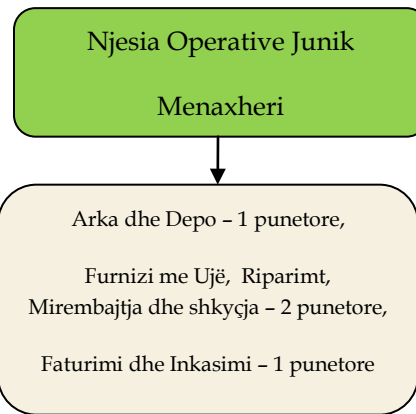 Njesia Operative Junik
Menaxheri
Arka dhe Depo – 1 punetore,
Furnizi me Ujë, Riparimt,
Mirembajtja dhe shkyçja – 2 punetore,
Faturimi dhe Inkasimi – 1 punetore